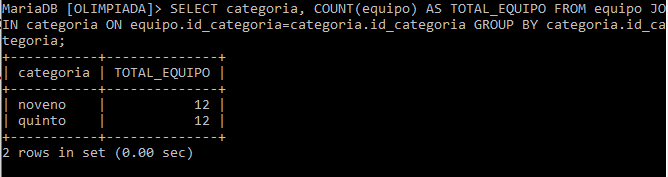 MariaDB [OLIMPIADA]> SELECT categoria, COUNT(equipo) AS TOTAL_EQUIPO FROM equipo JO
IN categoria ON equipo.id_categoria=categoria.id_categoria GROUP BY categoria.id_ca
tegoria;
+-----------+--------------+
| categoria | TOTAL_EQUIPO |
+-----------+--------------+
| noveno    |           12 |
| quinto    |           12 |
+-----------+--------------+
2 rows in set (0.00 sec)